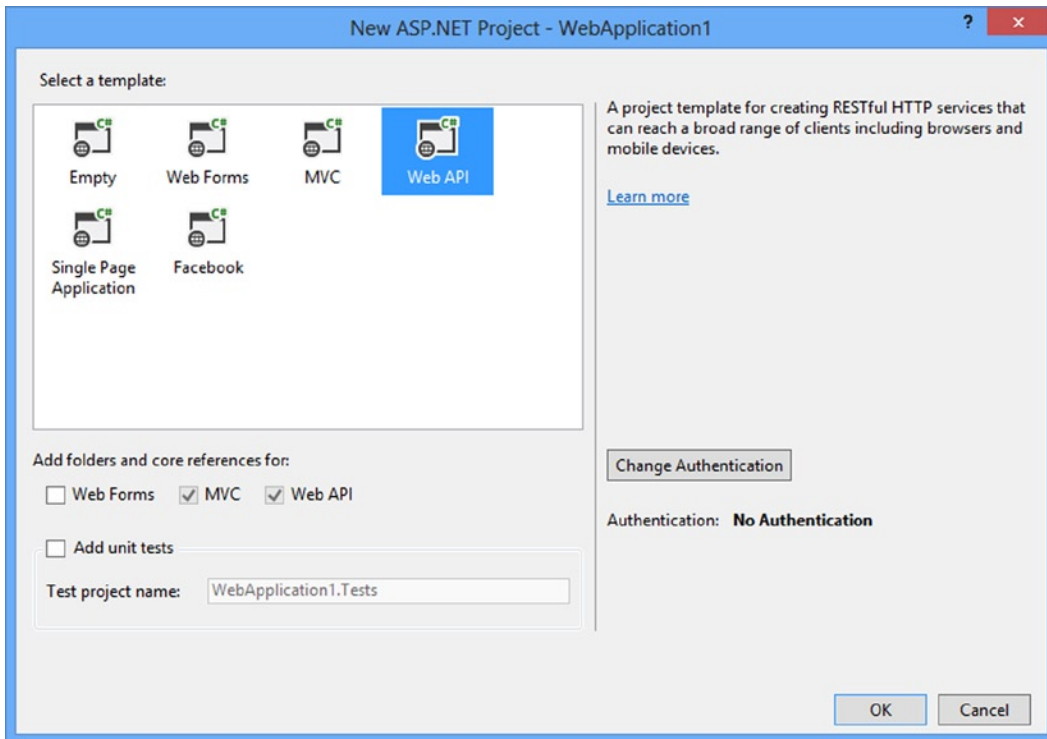 New ASP.NET Project - WebApplication1
?
Select a template:
C#
C#
C#
C#
Empty
Web Forms
MVC
Web API
C#
C#
Single Page
Application
Facebook
A project template for creating RESTful HTTP services that
can reach a broad range of clients including browsers and
mobile devices.
Learn more
Add folders and core references for:
Web Forms
MVC
Web API
Add unit tests
Test project name:
WebApplication1.Tests
Change Authentication
Authentication: No Authentication
OK
Cancel